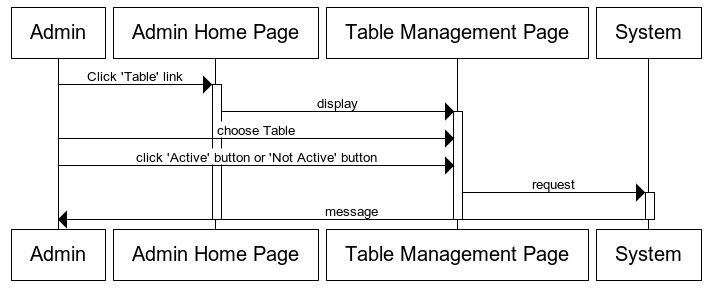 Admin
Admin Home Page
Table Management Page
System
Click 'Table' link
display
choose Table
click 'Active' button or 'Not Active' button
request
message
Admin
Admin Home Page
Table Management Page
System